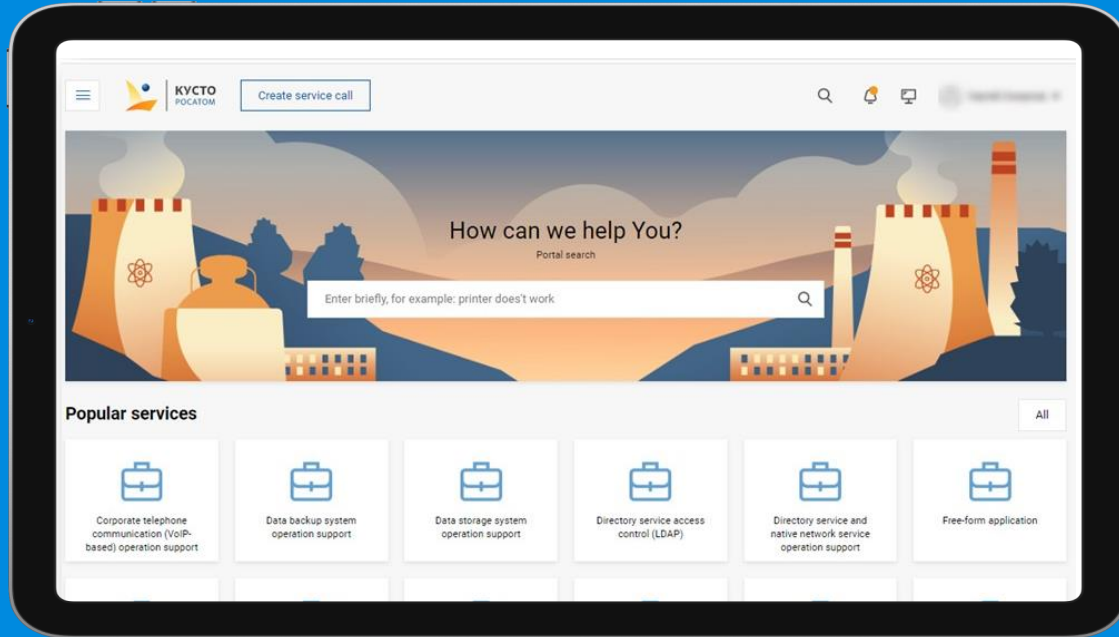 КУСТО
РОСАТОМ
Create service call
How can we help You?
Portal search
Enter briefly, for example: printer does't work
Popular services
All
Corporate telephone
communication (VoIP-
based) operation support
Data backup system
operation support
Data storage system
operation support
Directory service access
control (LDAP)
Directory service and
native network service
operation support
Free-form application